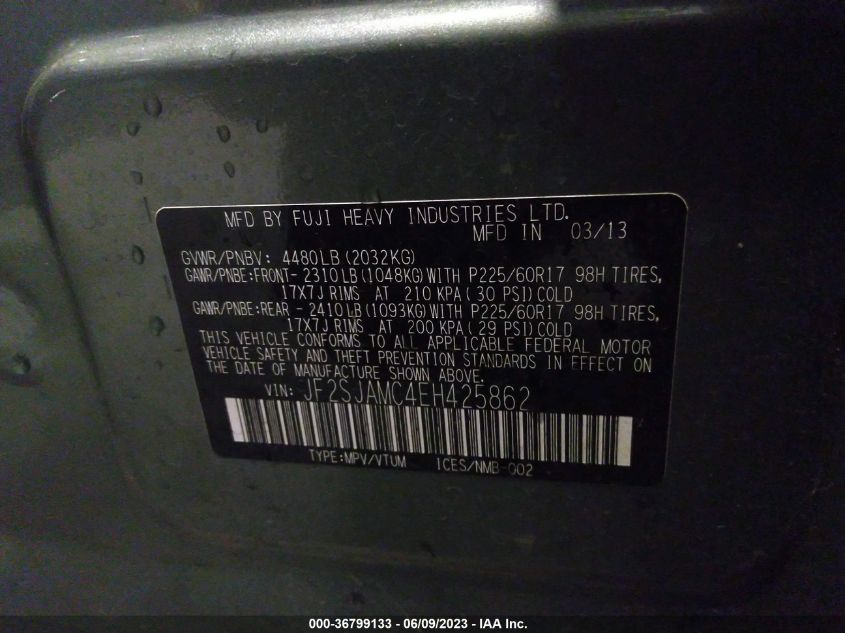 MFD BY FUJI HEAVY INDUSTRIES LTD.
MFD IN 03/13
GVWR/PNBV: 4480LB (2032KG)
GAWR/PNBE:FRONT- 2310LB (1048KG) WITH P225/60R17 98H TIRES,
17X7J RIMS AT 210 KPA (30 PSI) COLD
GAWR/PNBE:REAR - 2410LB (1093KG) WITH P225/60R17 98H TIRES,
17X7J RIMS AT 200 KPA (29 PSI) COLD
THIS VEHICLE CONFORMS TO ALL APPLICABLE FEDERAL MOTOR
VEHICLE SAFETY AND THEFT PREVENTION STANDARDS IN EFFECT ON
THE DATE OF MANUFACTURE SHOWN ABOVE.
VIN: JF2SJAMC4EH425862
TYPE:MPV/VTUM ICES/NMB-002
000-36799133 - 06/09/2023 - IAA Inc.